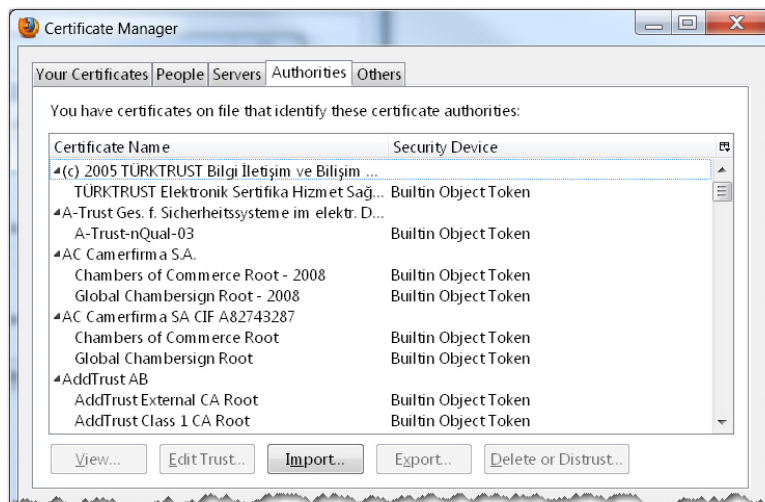 Certificate Manager
Your Certificates People Servers Authorities Others
You have certificates on file that identify these certificate authorities:
Certificate Name Security Device
(c) 2005 TÜRKTRUST Bilgi İletişim ve Bilişim ...
TÜRKTRUST Elektronik Sertifika Hizmet Sağ... Builtin Object Token
A-Trust Ges. f. Sicherheitssysteme im elektr. D...
A-Trust-nQual-03 Builtin Object Token
AC Camerfirma S.A.
Chambers of Commerce Root - 2008 Builtin Object Token
Global Chambersign Root - 2008 Builtin Object Token
AC Camerfirma SA CIF A82743287
Chambers of Commerce Root Builtin Object Token
Global Chambersign Root Builtin Object Token
AddTrust AB
AddTrust External CA Root Builtin Object Token
AddTrust Class 1 CA Root Builtin Object Token
View... Edit Trust... Import... Export... Delete or Distrust...